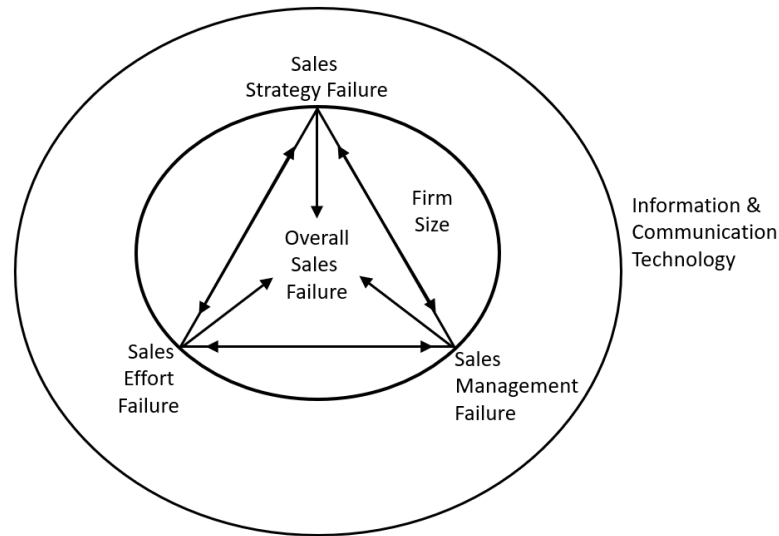 Sales
Strategy Failure
Firm
Size
Information &
Communication
Technology
Overall
Sales
Failure
Sales
Effort
Failure
Sales
Management
Failure